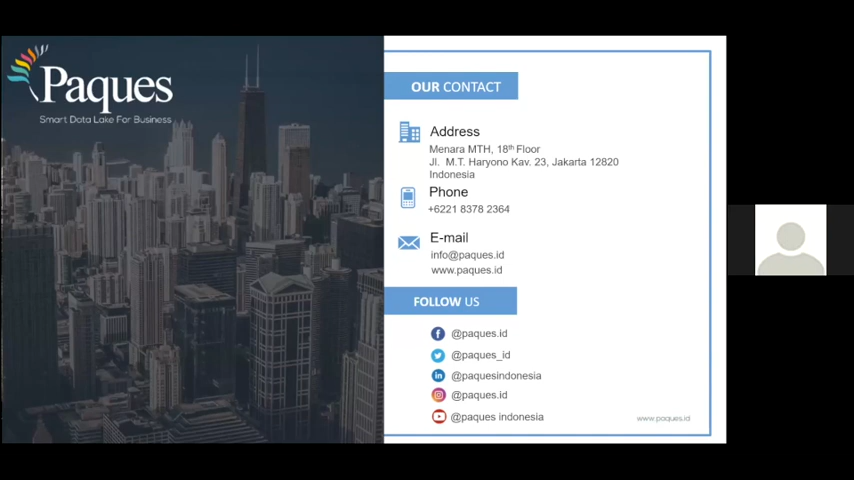 Paques
Smart Data Lake For Business
OUR CONTACT
Address
Menara MTH, 18th Floor
Jl. M.T. Haryono Kav. 23, Jakarta 12820
Indonesia
Phone
+6221 8378 2364
E-mail
info@paques.id
www.paques.id
FOLLOW US
@paques.id
@paques_id
@paquesindonesia
@paques.id
@paques indonesia
www.paques.id